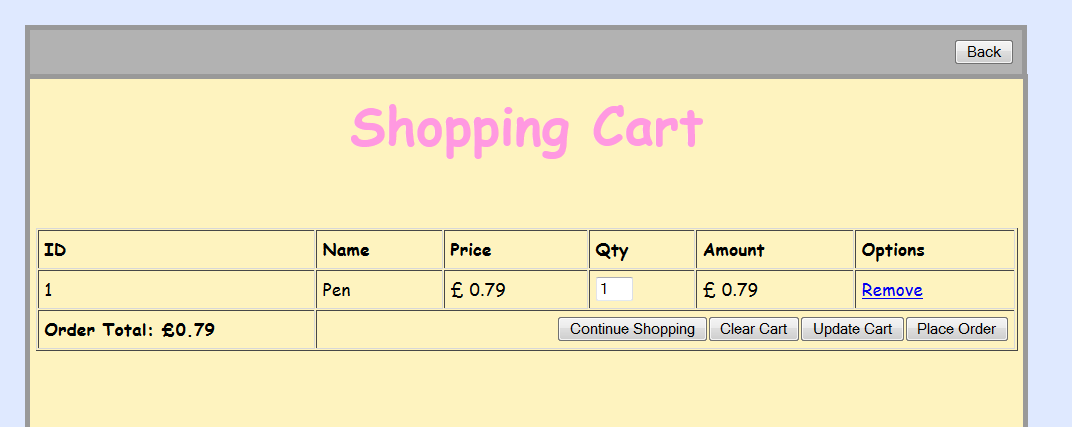 Back
Shopping Cart
ID Name Price Qty Amount Options
1 Pen £ 0.79 1 £ 0.79 Remove
Order Total: £0.79 Continue Shopping Clear Cart Update Cart Place Order